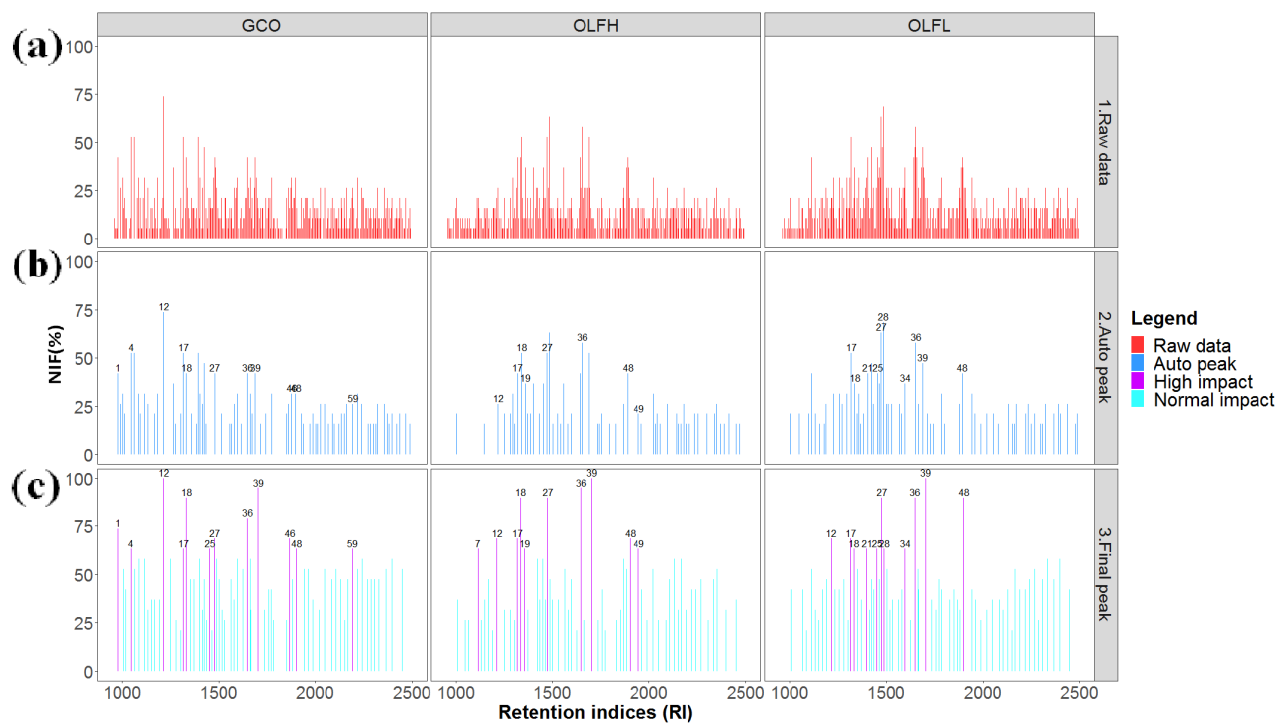 GCO OLFH OLFL
(a)
100
75
50
25
0
1.Raw data
(b)
100
75
50
25
0
1 4 12 17 18 27 36 39 46 48 59
12 17 18 19 27 36 48 49
17 18 21 25 27 28 34 36 39 48
2.Auto peak
NIF(%)
(c)
100
75
50
25
0
1 4 12 17 18 25 27 36 39 46 48 59
7 12 17 18 19 27 36 39 48 49
12 17 18 21 25 27 28 34 36 39 48
3.Final peak
1000 1500 2000 2500 1000 1500 2000 2500 1000 1500 2000 2500
Retention indices (RI)
Legend
Raw data
Auto peak
High impact
Normal impact